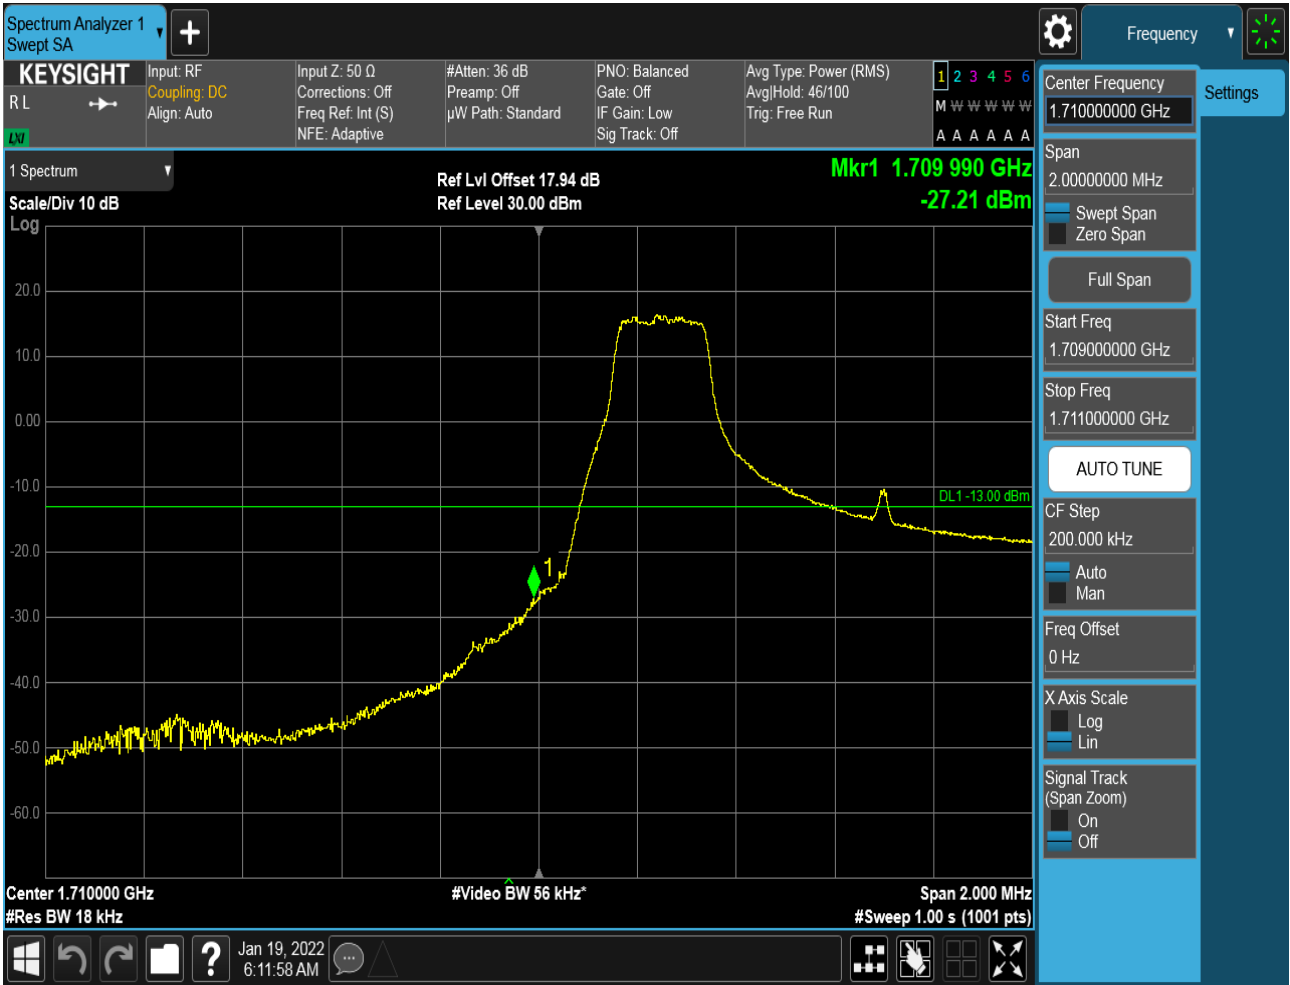 Spectrum Analyzer 1
Swept SA
Frequency
KEYSIGHT
R L
LXI
Input: RF
Coupling: DC
Align: Auto
Input Z: 50 Ω
Corrections: Off
Freq Ref: Int (S)
NFE: Adaptive
#Atten: 36 dB
Preamp: Off
µW Path: Standard
PNO: Balanced
Gate: Off
IF Gain: Low
Sig Track: Off
Avg Type: Power (RMS)
Avg|Hold: 46/100
Trig: Free Run
1 2 3 4 5 6
M W W W W W
A A A A A A
1 Spectrum
Scale/Div 10 dB
Log
Ref Lvl Offset 17.94 dB
Ref Level 30.00 dBm
Mkr1 1.709 990 GHz
-27.21 dBm
20.0
10.0
0.00
-10.0
-20.0
-30.0
-40.0
-50.0
-60.0
DL1 -13.00 dBm
1
Center 1.710000 GHz
#Res BW 18 kHz
#Video BW 56 kHz*
Span 2.000 MHz
#Sweep 1.00 s (1001 pts)
Center Frequency
1.710000000 GHz
Settings
Span
2.00000000 MHz
Swept Span
Zero Span
Full Span
Start Freq
1.709000000 GHz
Stop Freq
1.711000000 GHz
AUTO TUNE
CF Step
200.000 kHz
Auto
Man
Freq Offset
0 Hz
X Axis Scale
Log
Lin
Signal Track
(Span Zoom)
On
Off
?
Jan 19, 2022
6:11:58 AM